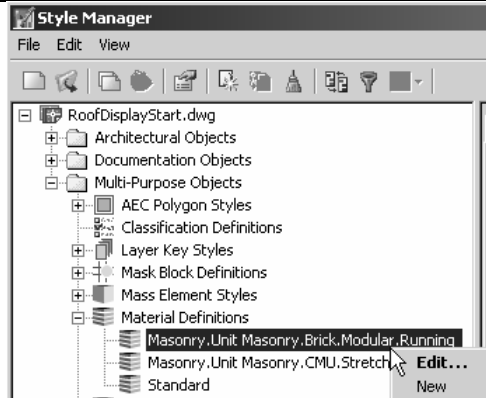 Style Manager
File Edit View
RoofDisplayStart.dwg
Architectural Objects
Documentation Objects
Multi-Purpose Objects
AEC Polygon Styles
Classification Definitions
Layer Key Styles
Mask Block Definitions
Mass Element Styles
Material Definitions
Masonry.Unit Masonry.Brick.Modular.Running
Masonry.Unit Masonry.CMU.Stretch
Edit...
Standard
New